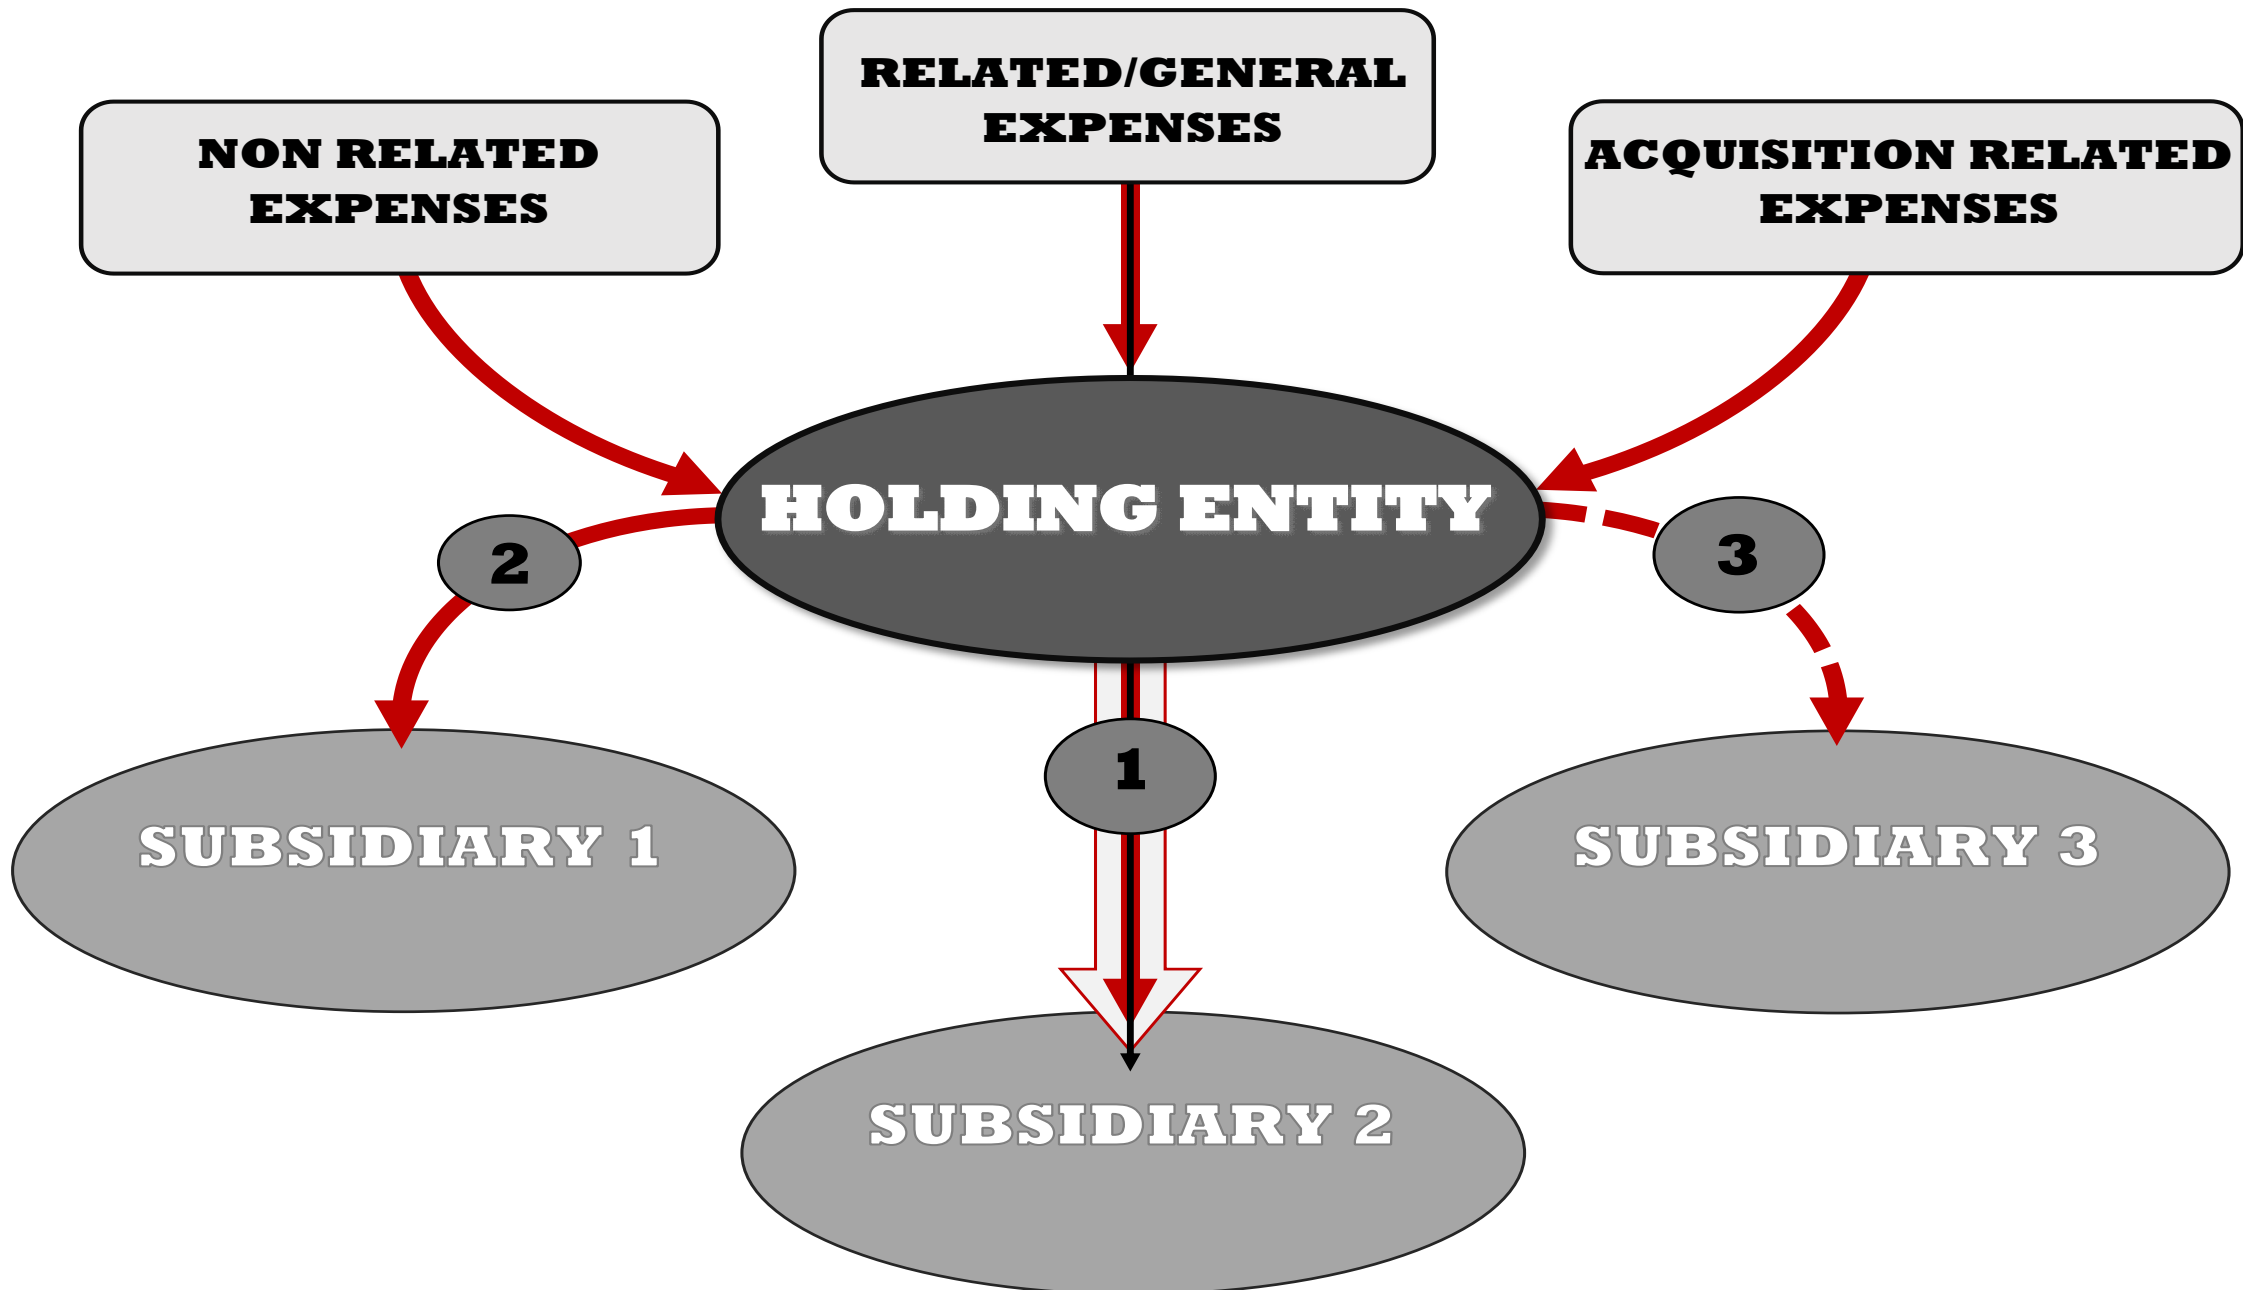 RELATED/GENERAL
EXPENSES
NON RELATED
EXPENSES
ACQUISITION RELATED
EXPENSES
HOLDING ENTITY
2
3
1
SUBSIDIARY 1
SUBSIDIARY 3
SUBSIDIARY 2